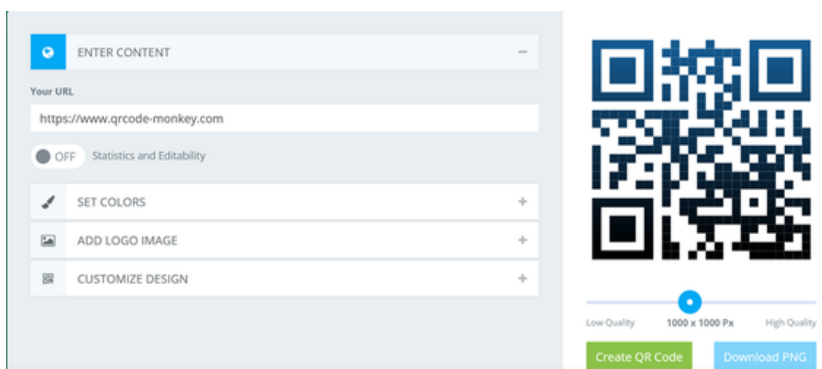 ENTER CONTENT
Your URL
https://www.qrcode-monkey.com
OFF Statistics and Editability
SET COLORS
ADD LOGO IMAGE
CUSTOMIZE DESIGN
Low Quality 1000 x 1000 Px High Quality
Create QR Code Download PNG